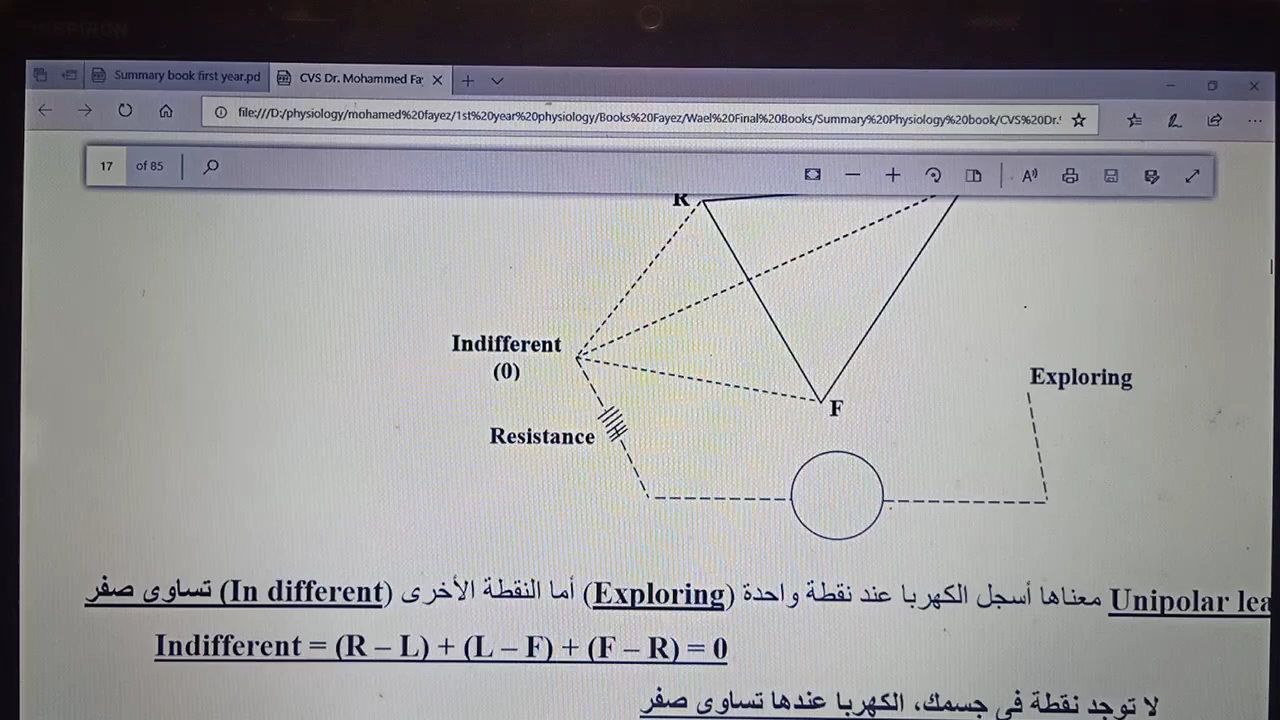 Summary book first year.pd
CVS Dr. Mohammed Fa
file:///D:/physiology/mohamed%20fayez/1st%20year%20physiology/Books%20Fayez/Wael%20Final%20Books/Summary%20Physiology%20book/CVS%20Dr.
17 of 85
R
Indifferent
(0)
Exploring
F
Resistance
Unipolar lea معناها أسجل الكهربا عند نقطة واحدة (Exploring) أما النقطة الأخرى (In different) تساوى صفر
Indifferent = (R – L) + (L – F) + (F – R) = 0
لا توجد نقطة فى جسمك، الكهربا عندها تساوى صفر